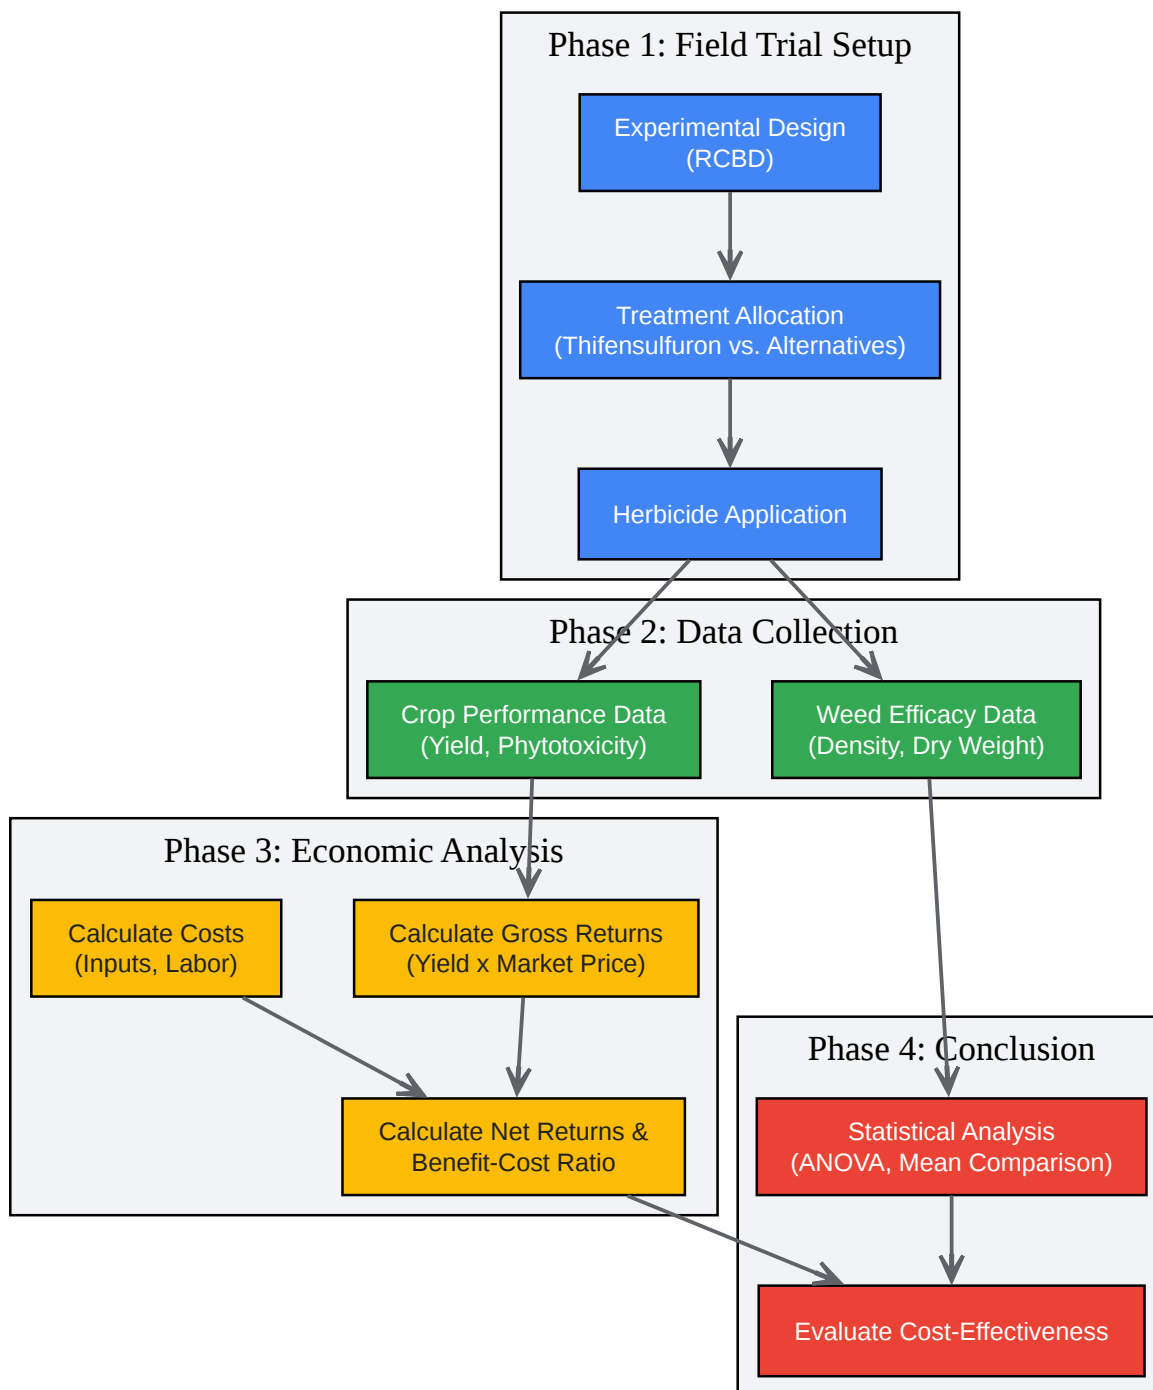 Phase 1: Field Trial Setup
Experimental Design
(RCBD)
Treatment Allocation
(Thifensulfuron vs. Alternatives)
Herbicide Application
Phase 2: Data Collection
Crop Performance Data
(Yield, Phytotoxicity)
Weed Efficacy Data
(Density, Dry Weight)
Phase 3: Economic Analysis
Calculate Costs
(Inputs, Labor)
Calculate Gross Returns
(Yield x Market Price)
Calculate Net Returns &
Benefit-Cost Ratio
Phase 4: Conclusion
Statistical Analysis
(ANOVA, Mean Comparison)
Evaluate Cost-Effectiveness